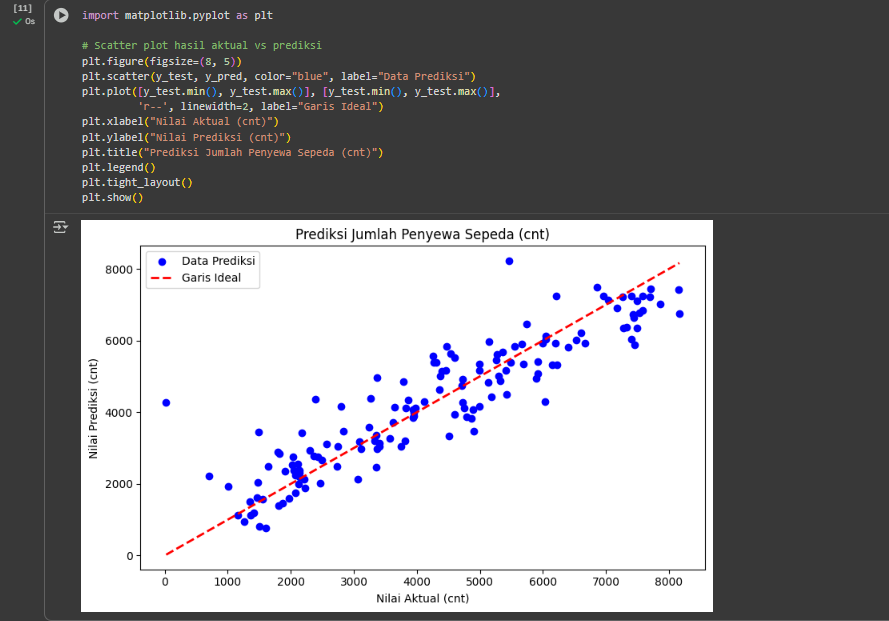 [11]
0s
import matplotlib.pyplot as plt
# Scatter plot hasil aktual vs prediksi
plt.figure(figsize=(8, 5))
plt.scatter(y_test, y_pred, color="blue", label="Data Prediksi")
plt.plot([y_test.min(), y_test.max()], [y_test.min(), y_test.max()],
'r--', linewidth=2, label="Garis Ideal")
plt.xlabel("Nilai Aktual (cnt)")
plt.ylabel("Nilai Prediksi (cnt)")
plt.title("Prediksi Jumlah Penyewa Sepeda (cnt)")
plt.legend()
plt.tight_layout()
plt.show()
Prediksi Jumlah Penyewa Sepeda (cnt)
Data Prediksi
Garis Ideal
Nilai Prediksi (cnt)
8000
6000
4000
2000
0
0 1000 2000 3000 4000 5000 6000 7000 8000
Nilai Aktual (cnt)